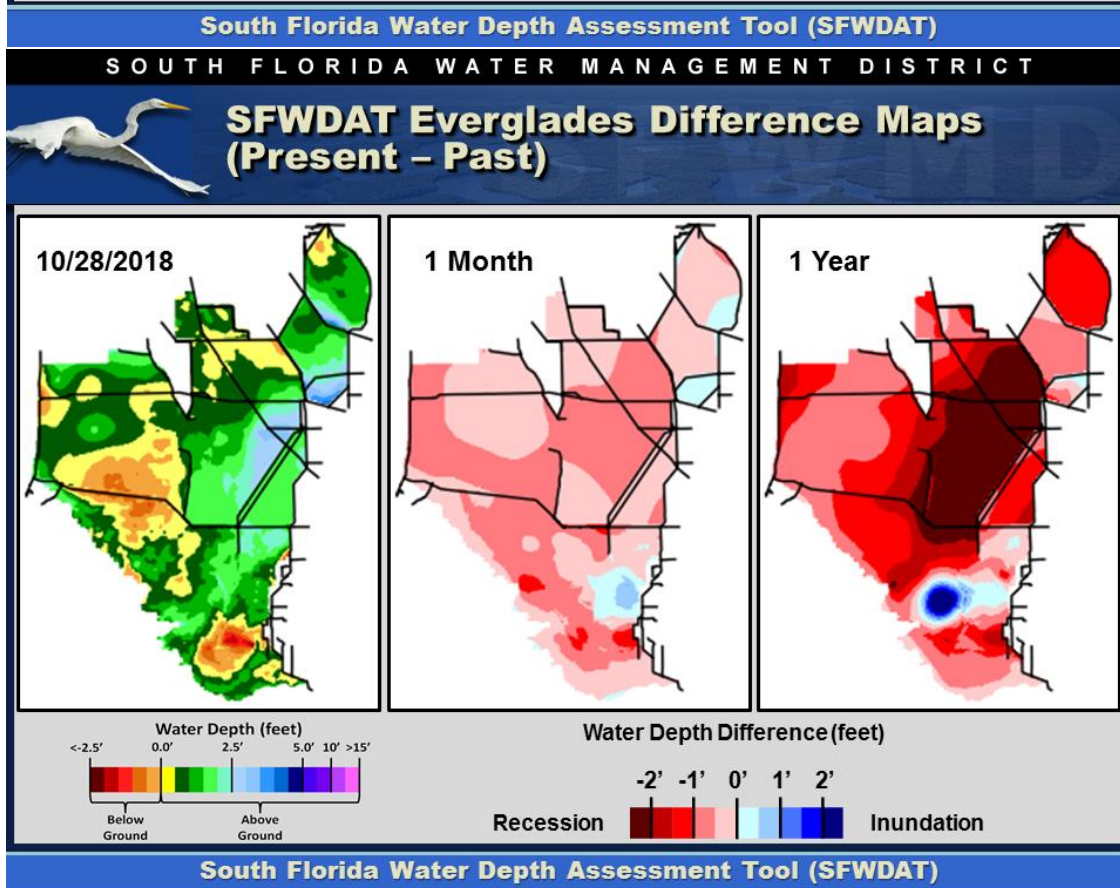 South Florida Water Depth Assessment Tool (SFWDAT)
SOUTH FLORIDA WATER MANAGEMENT DISTRICT
SFWDAT Everglades Difference Maps
(Present – Past)
SFWMD
10/28/2018
1 Month
1 Year
Water Depth (feet)
<-2.5' 0.0' 2.5' 5.0' 10' >15'
Below
Ground
Above
Ground
Water Depth Difference (feet)
-2' -1' 0' 1' 2'
Recession
Inundation
South Florida Water Depth Assessment Tool (SFWDAT)